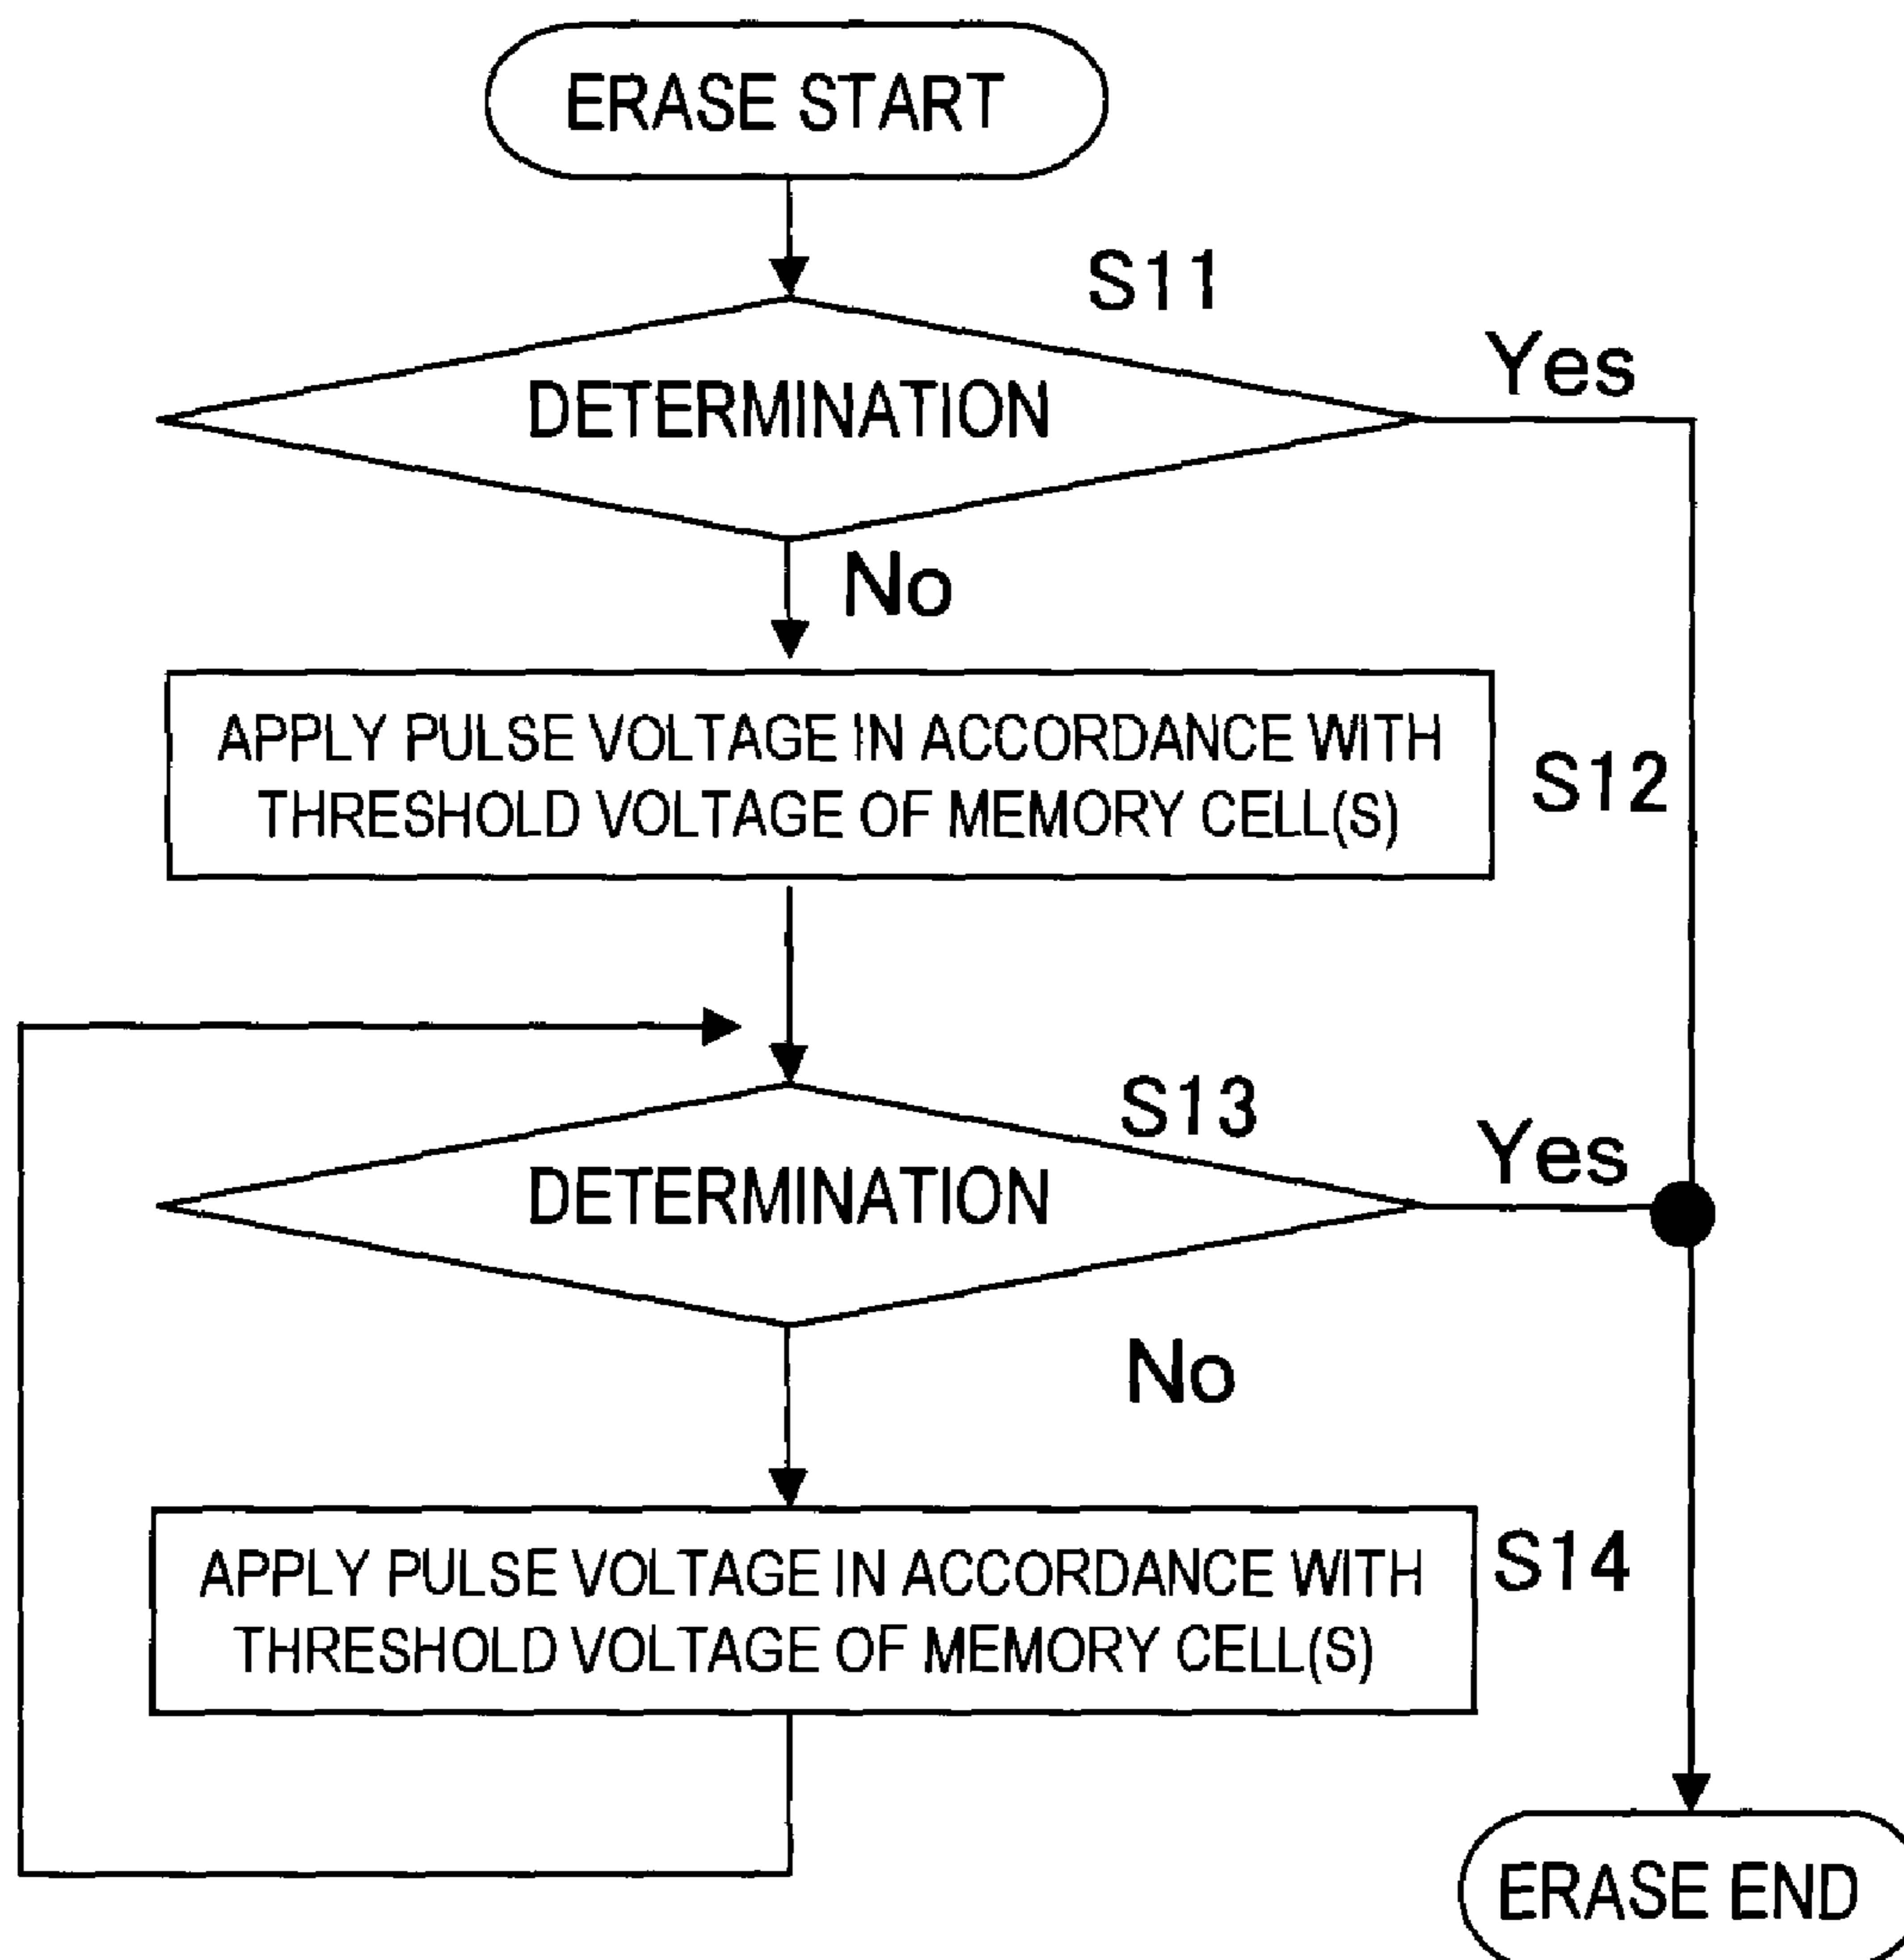 ERASE START
S11
Yes
DETERMINATION
No
APPLY PULSE VOLTAGE IN ACCORDANCE WITH
THRESHOLD VOLTAGE OF MEMORY CELL(S)
S12
S13
Yes
DETERMINATION
No
APPLY PULSE VOLTAGE IN ACCORDANCE WITH
THRESHOLD VOLTAGE OF MEMORY CELL(S)
S14
ERASE END